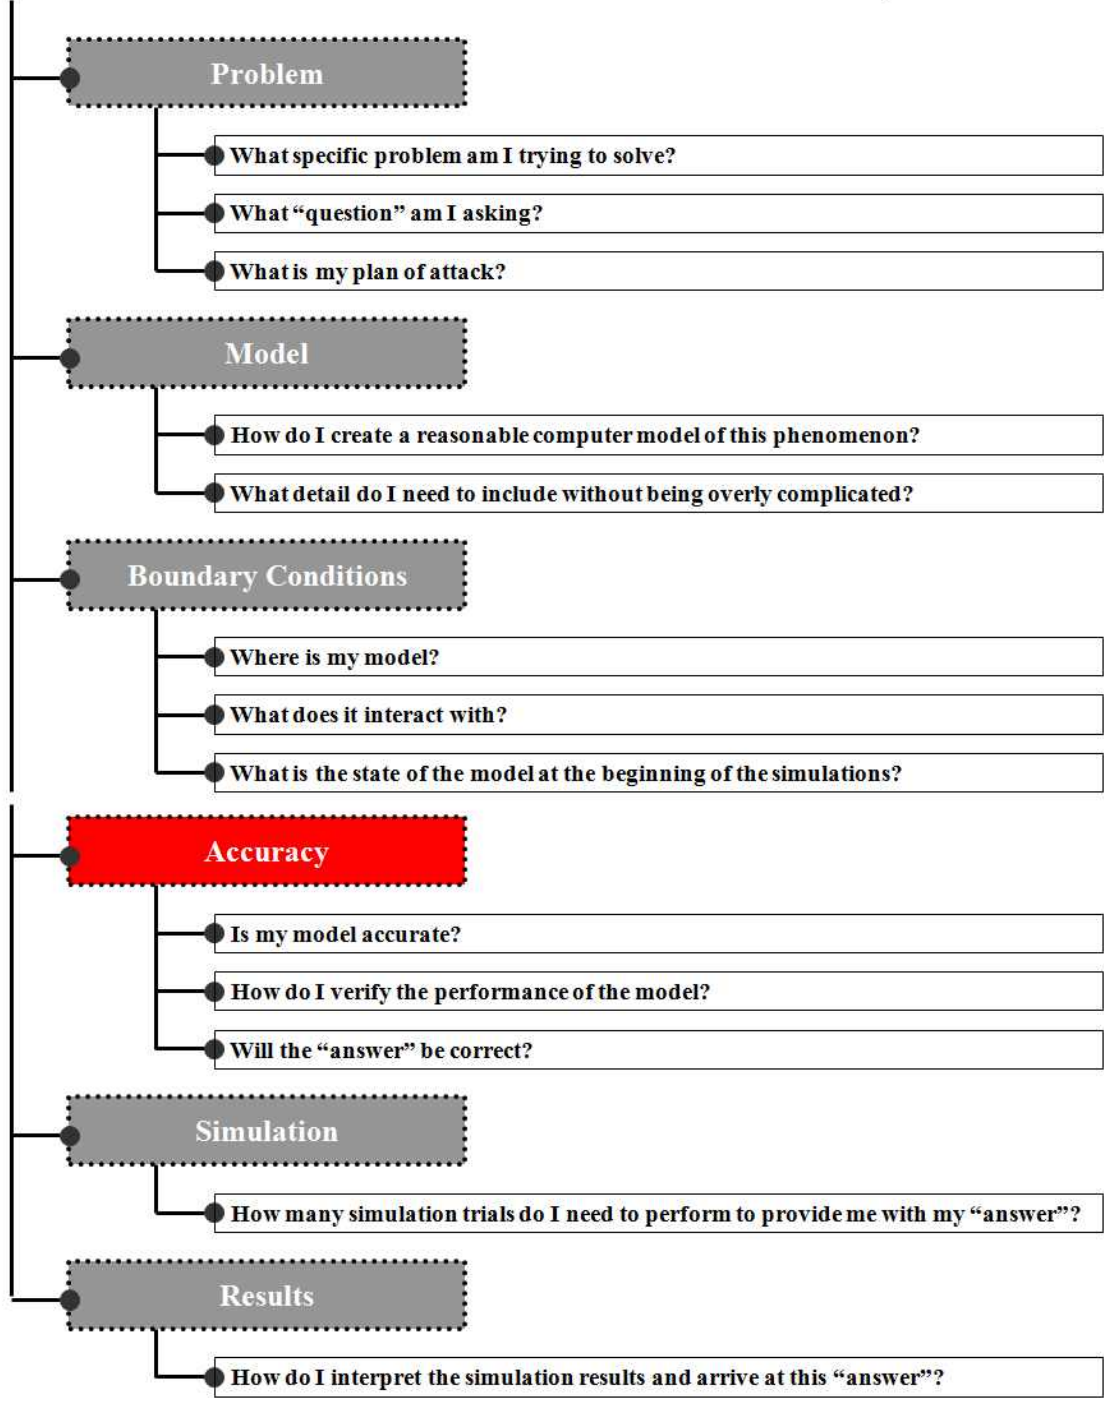 Problem
What specific problem am I trying to solve?
What “question” am I asking?
What is my plan of attack?
Model
How do I create a reasonable computer model of this phenomenon?
What detail do I need to include without being overly complicated?
Boundary Conditions
Where is my model?
What does it interact with?
What is the state of the model at the beginning of the simulations?
Accuracy
Is my model accurate?
How do I verify the performance of the model?
Will the “answer” be correct?
Simulation
How many simulation trials do I need to perform to provide me with my “answer”?
Results
How do I interpret the simulation results and arrive at this “answer”?